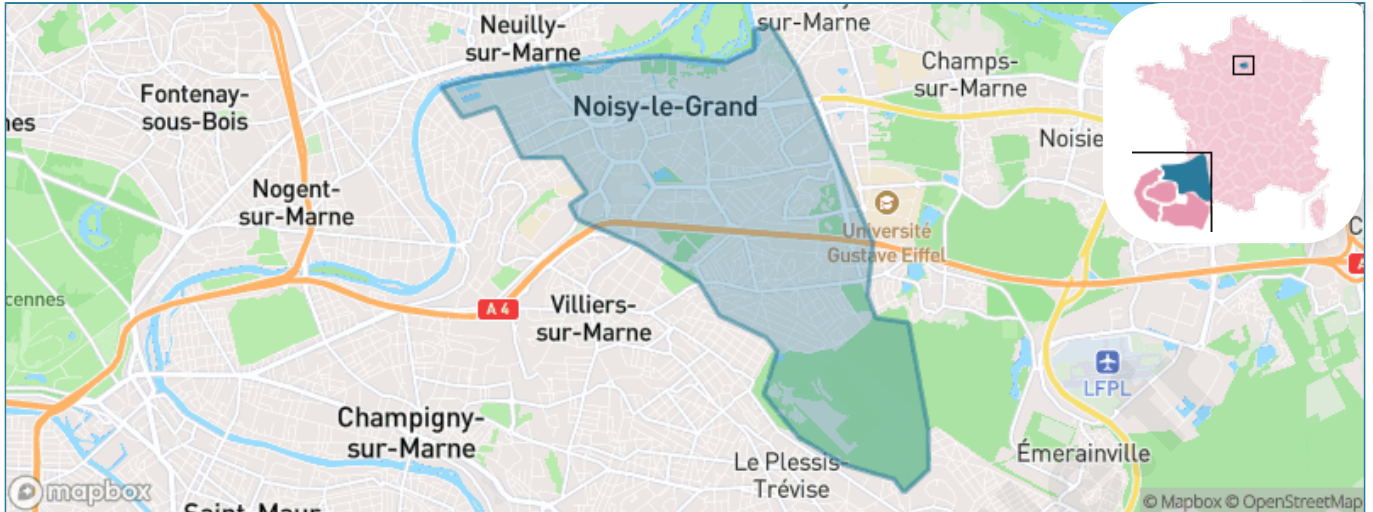 Neuilly-
sur-Marne
sur-Marne
Champs-
sur-Marne
Fontenay-
sous-Bois
Noisy-le-Grand
nes
Noisie
Nogent-
sur-Marne
Université
Gustave Eiffel
C
A
cennes
A 4
Villiers-
sur-Marne
LFPL
Champigny-
sur-Marne
Le Plessis-
Trévise
Émerainville
mapbox
Saint-Maur
© Mapbox © OpenStreetMap